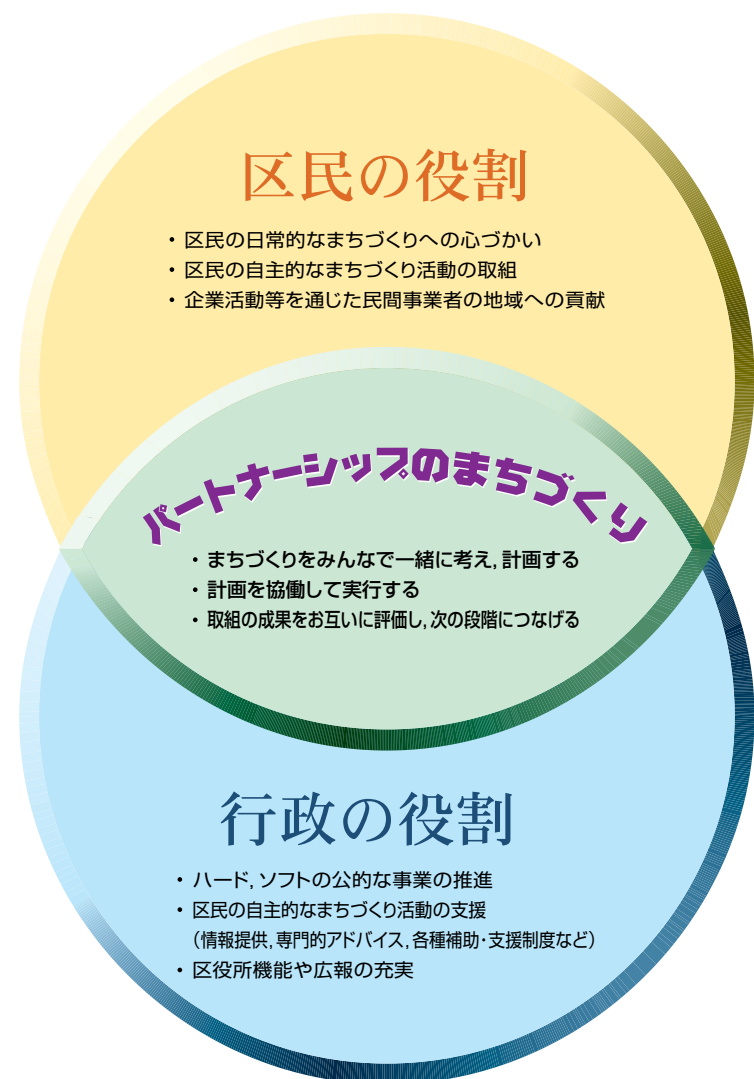 区民の役割
・区民の日常的なまちづくりへの心づかい
・区民の自主的なまちづくり活動の取組
・企業活動等を通じた民間事業者の地域への貢献
パートナーシップのまちづくり
・まちづくりをみんなで一緒に考え,計画する
・計画を協働して実行する
・取組の成果をお互いに評価し,次の段階につなげる
行政の役割
・ハード,ソフトの公的な事業の推進
・区民の自主的なまちづくり活動の支援
(情報提供,専門的アドバイス,各種補助・支援制度など)
・区役所機能や広報の充実